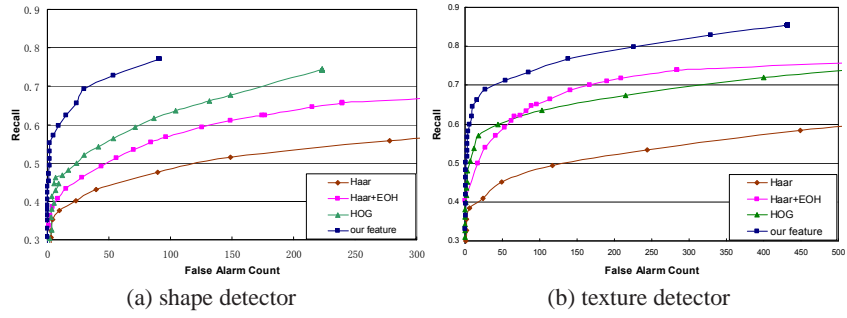 0.8
0.7
0.6
0.5
0.4
0.3
Recall
0 50 100 150 200 250 300
False Alarm Count
Haar
Haar+EOH
HOG
our feature
(a) shape detector
0.9
0.8
0.7
0.6
0.5
0.4
0.3
Recall
0 50 100 150 200 250 300 350 400 450 500
False Alarm Count
Haar
Haar+EOH
HOG
our feature
(b) texture detector